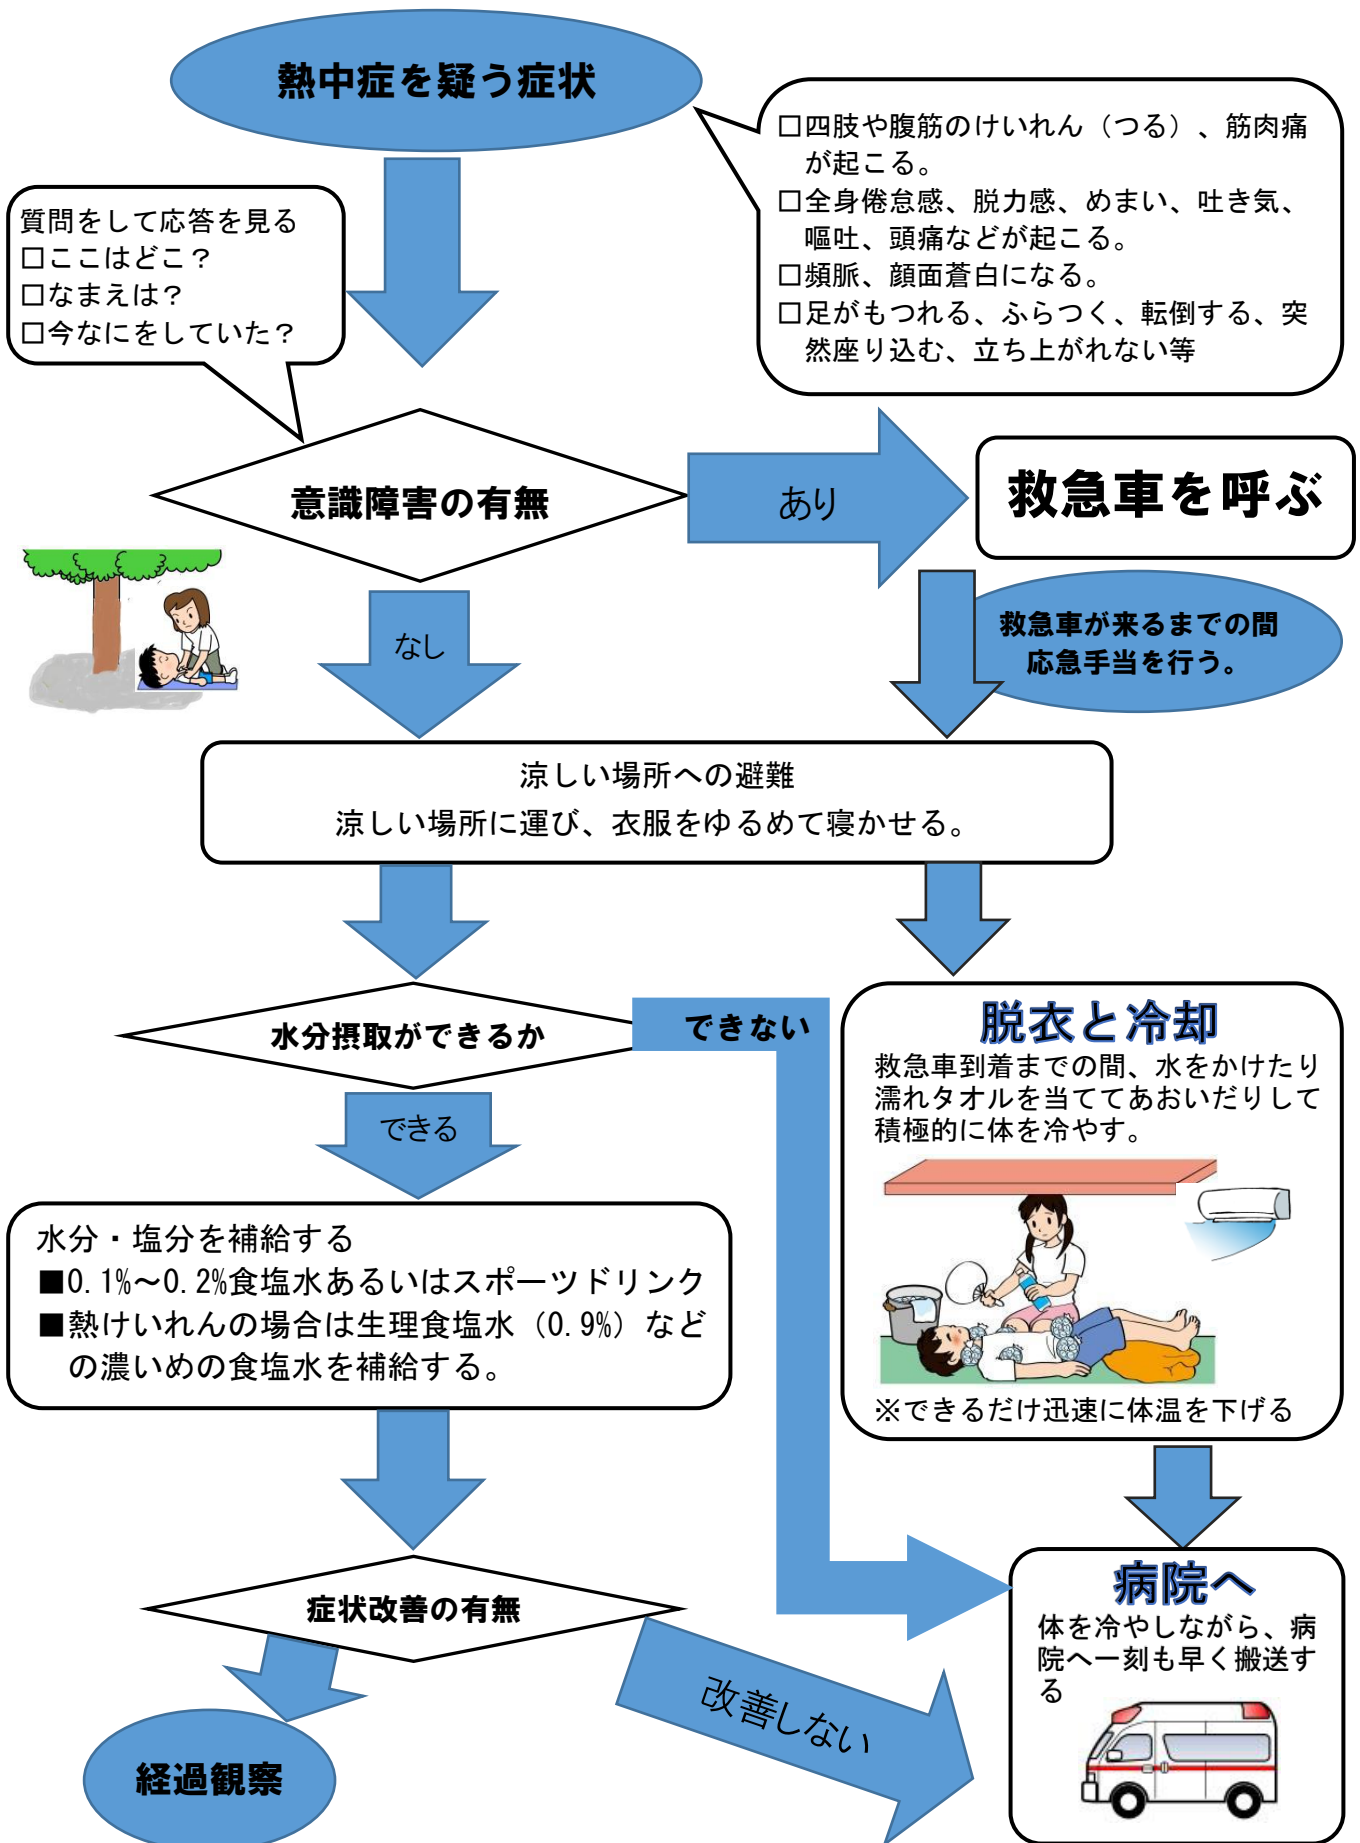 熱中症を疑う症状
□四肢や腹筋のけいれん（つる）、筋肉痛
が起こる。
□全身倦怠感、脱力感、めまい、吐き気、
嘔吐、頭痛などが起こる。
□頻脈、顔面蒼白になる。
□足がもつれる、ふらつく、転倒する、突
然座り込む、立ち上がれない等
質問をして応答を見る
□ここはどこ？
□なまえは？
□今なにをしていた？
意識障害の有無
あり
救急車を呼ぶ
なし
救急車が来るまでの間
応急手当を行う。
涼しい場所への避難
涼しい場所に運び、衣服をゆるめて寝かせる。
水分摂取ができるか
できない
できる
脱衣と冷却
救急車到着までの間、水をかけたり
濡れタオルを当ててあおいだりして
積極的に体を冷やす。
※できるだけ迅速に体温を下げる
水分・塩分を補給する
■0.1%～0.2%食塩水あるいはスポーツドリンク
■熱けいれんの場合は生理食塩水（0.9%）など
の濃いめの食塩水を補給する。
症状改善の有無
改善しない
経過観察
病院へ
体を冷やしながら、病
院へ一刻も早く搬送す
る